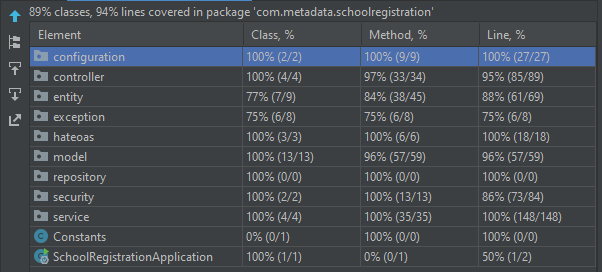 89% classes, 94% lines covered in package 'com.metadata.schoolregistration'
Element Class, % Method, % Line, %
configuration 100% (2/2) 100% (9/9) 100% (27/27)
controller 100% (4/4) 97% (33/34) 95% (85/89)
entity 77% (7/9) 84% (38/45) 88% (61/69)
exception 75% (6/8) 75% (6/8) 75% (6/8)
hateoas 100% (3/3) 100% (6/6) 100% (18/18)
model 100% (13/13) 96% (57/59) 96% (57/59)
repository 100% (0/0) 100% (0/0) 100% (0/0)
security 100% (2/2) 100% (13/13) 86% (73/84)
service 100% (4/4) 100% (35/35) 100% (148/148)
Constants 0% (0/1) 100% (0/0) 100% (0/0)
SchoolRegistrationApplication 100% (1/1) 0% (0/1) 50% (1/2)